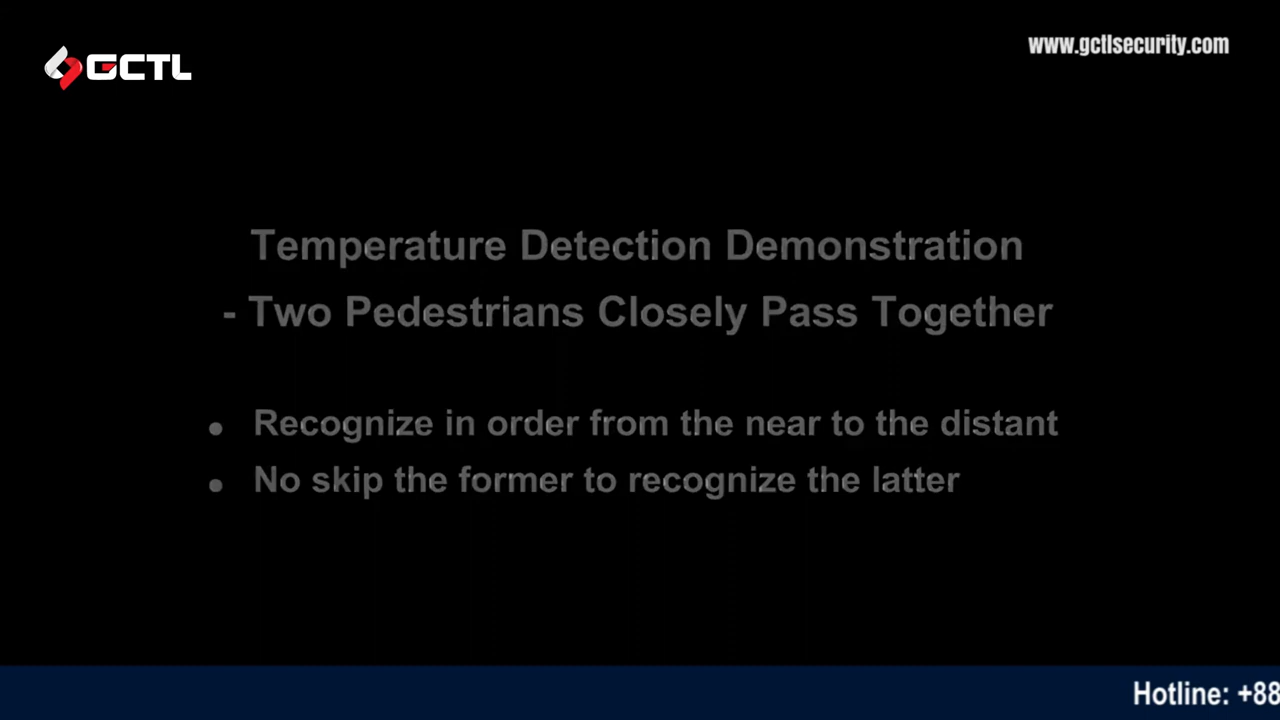 GCTL
www.gctlsecurity.com
Temperature Detection Demonstration
- Two Pedestrians Closely Pass Together
• Recognize in order from the near to the distant
• No skip the former to recognize the latter
Hotline: +88